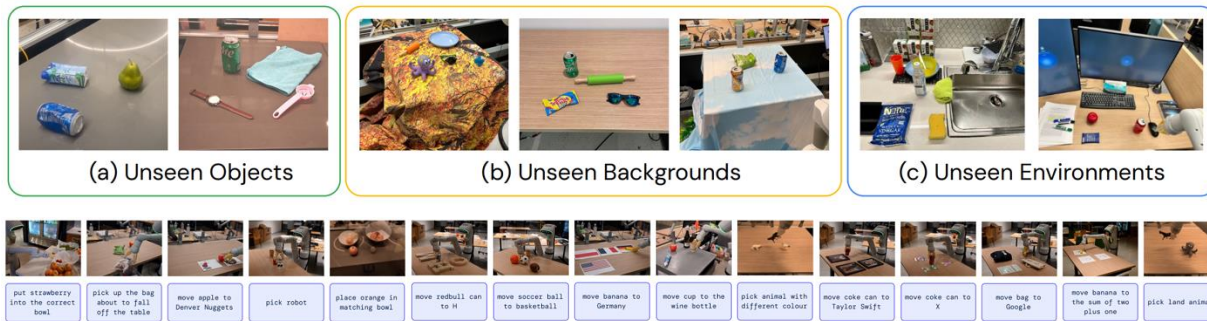 (a) Unseen Objects
(b) Unseen Backgrounds
(c) Unseen Environments
put strawberry
into the correct
bowl
pick up the bag
about to fall
off the table
move apple to
Denver Nuggets
pick robot
place orange in
matching bowl
move redbull can
to H
move soccer ball
to basketball
move banana to
Germany
move cup to the
wine bottle
pick animal with
different colour
move coke can to
Taylor Swift
move coke can to
X
move bag to
Google
move banana to
the sum of two
plus one
pick land animal